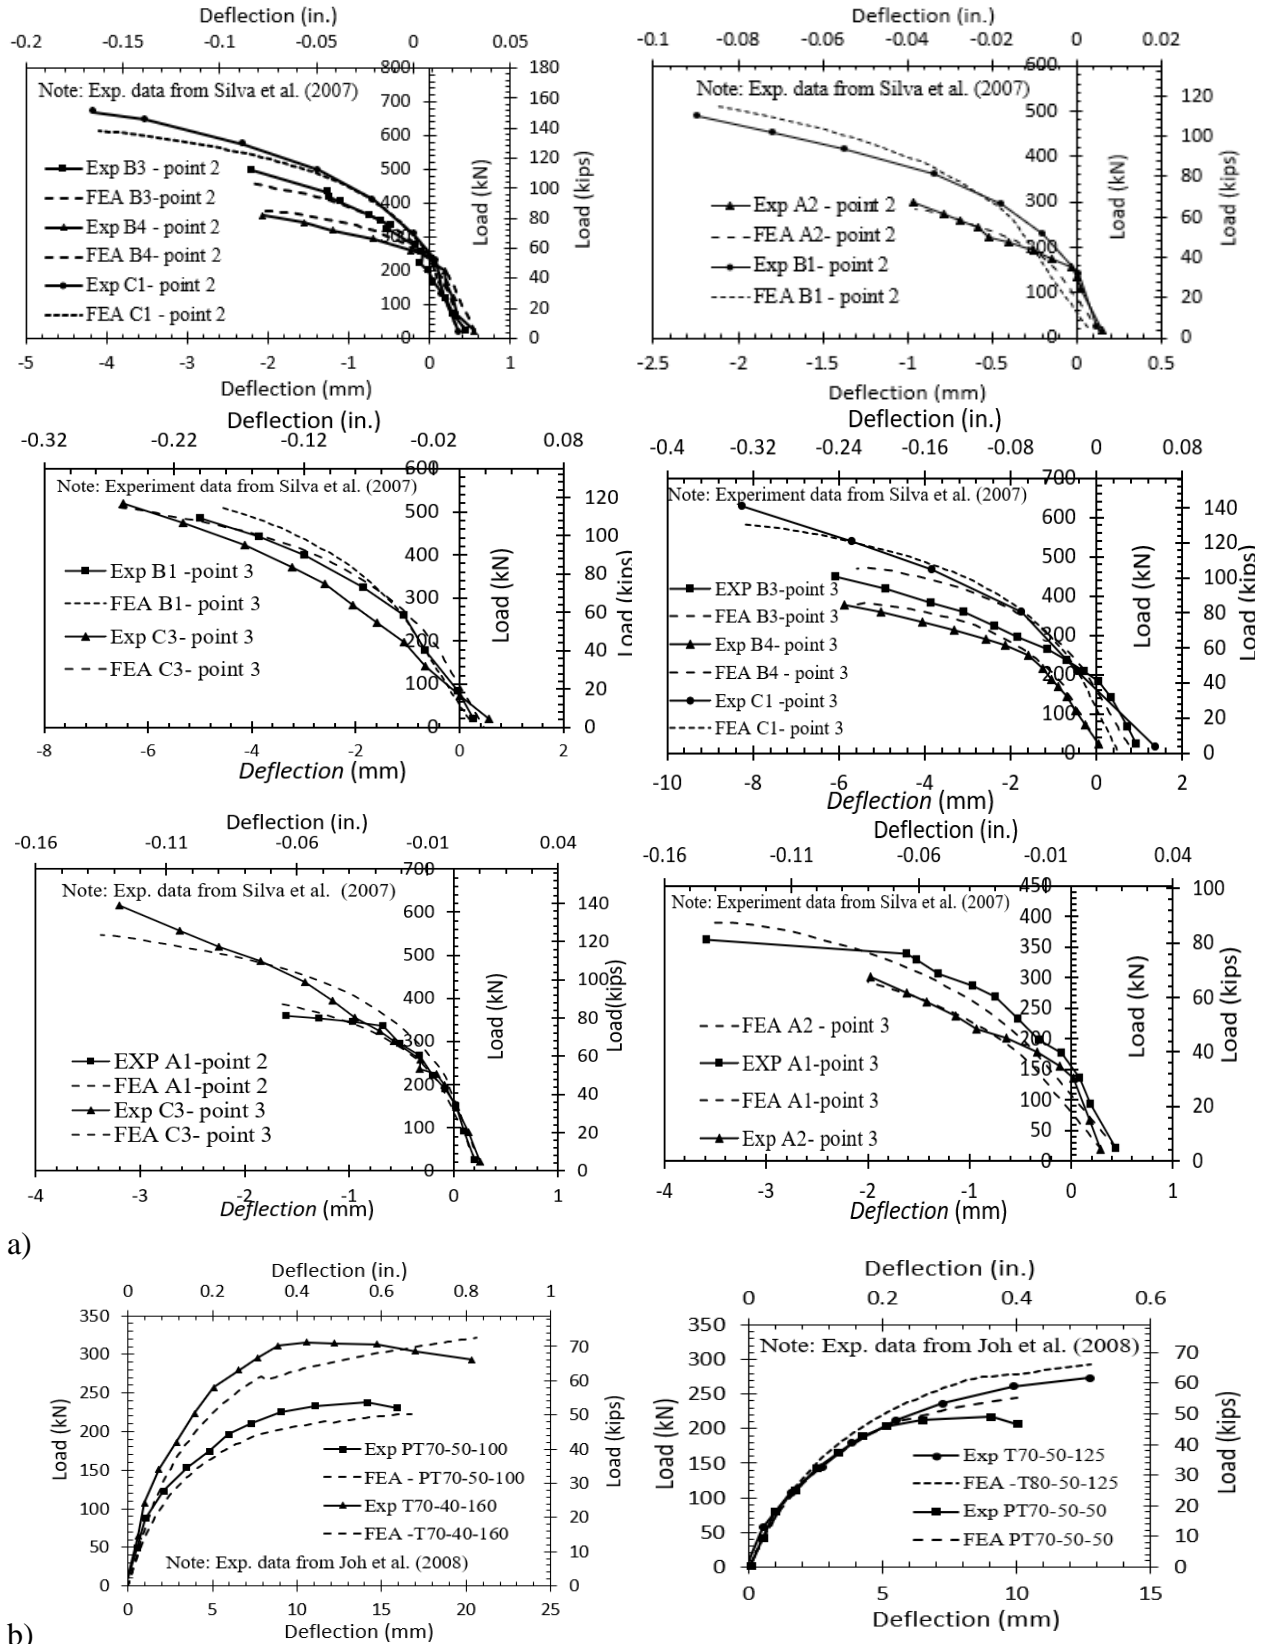 Deflection (in.)
-0.2 -0.15 -0.1 -0.05 0 0.05
Note: Exp. data from Silva et al. (2007)
800
700
600
500
400
300
200
100
0
180
160
140
120
100
80
60
40
20
0
Load (kN)
Load (kips)
Exp B3 - point 2
FEA B3-point 2
Exp B4 - point 2
FEA B4- point 2
Exp C1- point 2
FEA C1 - point 2
-5 -4 -3 -2 -1 0 1
Deflection (mm)
Deflection (in.)
-0.1 -0.08 -0.06 -0.04 -0.02 0 0.02
Note: Exp. data from Silva et al. (2007)
600
500
400
300
200
100
0
120
100
80
60
40
20
0
Load (kN)
Load (kips)
Exp A2 - point 2
FEA A2- point 2
Exp B1- point 2
FEA B1 - point 2
-2.5 -2 -1.5 -1 -0.5 0 0.5
Deflection (mm)
Deflection (in.)
-0.32 -0.22 -0.12 -0.02 0.08
Note: Experiment data from Silva et al. (2007)
600
500
400
300
200
100
0
120
100
80
60
40
20
0
Load (kN)
Load (kips)
Exp B1 -point 3
FEA B1- point 3
Exp C3- point 3
FEA C3- point 3
-8 -6 -4 -2 0 2
Deflection (mm)
Deflection (in.)
-0.4 -0.32 -0.24 -0.16 -0.08 0 0.08
Note: Experiment data from Silva et al. (2007)
700
600
500
400
300
200
100
0
140
120
100
80
60
40
20
0
Load (kN)
Load (kips)
EXP B3-point 3
FEA B3-point 3
Exp B4- point 3
FEA B4 - point 3
Exp C1 -point 3
FEA C1- point 3
-10 -8 -6 -4 -2 0 2
Deflection (mm)
Deflection (in.)
-0.16 -0.11 -0.06 -0.01 0.04
Note: Exp. data from Silva et al. (2007)
700
600
500
400
300
200
100
0
140
120
100
80
60
40
20
0
Load (kN)
Load(kips)
EXP A1-point 2
FEA A1-point 2
Exp C3- point 3
FEA C3- point 3
-4 -3 -2 -1 0 1
Deflection (mm)
Deflection (in.)
-0.16 -0.11 -0.06 -0.01 0.04
Note: Experiment data from Silva et al. (2007)
450
400
350
300
250
200
150
100
50
0
100
80
60
40
20
0
Load (kN)
Load (kips)
FEA A2 - point 3
EXP A1-point 3
FEA A1-point 3
Exp A2- point 3
-4 -3 -2 -1 0 1
Deflection (mm)
a)
Deflection (in.)
0 0.2 0.4 0.6 0.8 1
350
300
250
200
150
100
50
0
70
60
50
40
30
20
10
0
Load (kN)
Load (kips)
Exp PT70-50-100
FEA - PT70-50-100
Exp T70-40-160
FEA -T70-40-160
Note: Exp. data from Joh et al. (2008)
0 5 10 15 20 25
Deflection (mm)
Deflection (in.)
0 0.2 0.4 0.6
Note: Exp. data from Joh et al. (2008)
350
300
250
200
150
100
50
0
70
60
50
40
30
20
10
0
Load (kN)
Load (kips)
Exp T70-50-125
FEA -T80-50-125
Exp PT70-50-50
FEA PT70-50-50
0 5 10 15
Deflection (mm)
b)